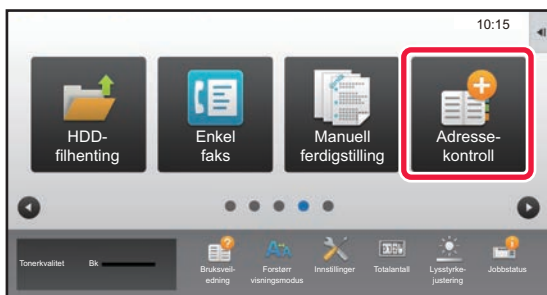 10:15
HDD-
filhenting
Enkel
faks
Manuell
ferdigstilling
Adresse-
kontroll
Tonerkvalitet Bk
Bruksveil-
edning
Forstørr
visningsmodus
Innstillinger
Totalantall
Lysstyrke-
justering
Jobbstatus